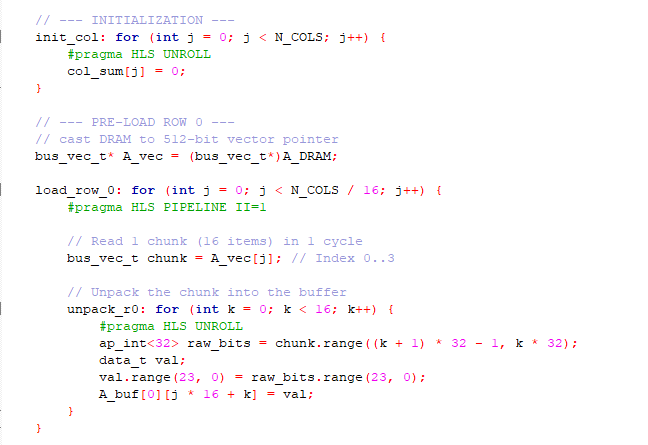 // --- INITIALIZATION ---
init_col: for (int j = 0; j < N_COLS; j++) {
#pragma HLS UNROLL
col_sum[j] = 0;
}
// --- PRE-LOAD ROW 0 ---
// cast DRAM to 512-bit vector pointer
bus_vec_t* A_vec = (bus_vec_t*)A_DRAM;
load_row_0: for (int j = 0; j < N_COLS / 16; j++) {
#pragma HLS PIPELINE II=1
// Read 1 chunk (16 items) in 1 cycle
bus_vec_t chunk = A_vec[j]; // Index 0..3
// Unpack the chunk into the buffer
unpack_r0: for (int k = 0; k < 16; k++) {
#pragma HLS UNROLL
ap_int<32> raw_bits = chunk.range((k + 1) * 32 - 1, k * 32);
data_t val;
val.range(23, 0) = raw_bits.range(23, 0);
A_buf[0][j * 16 + k] = val;
}
}